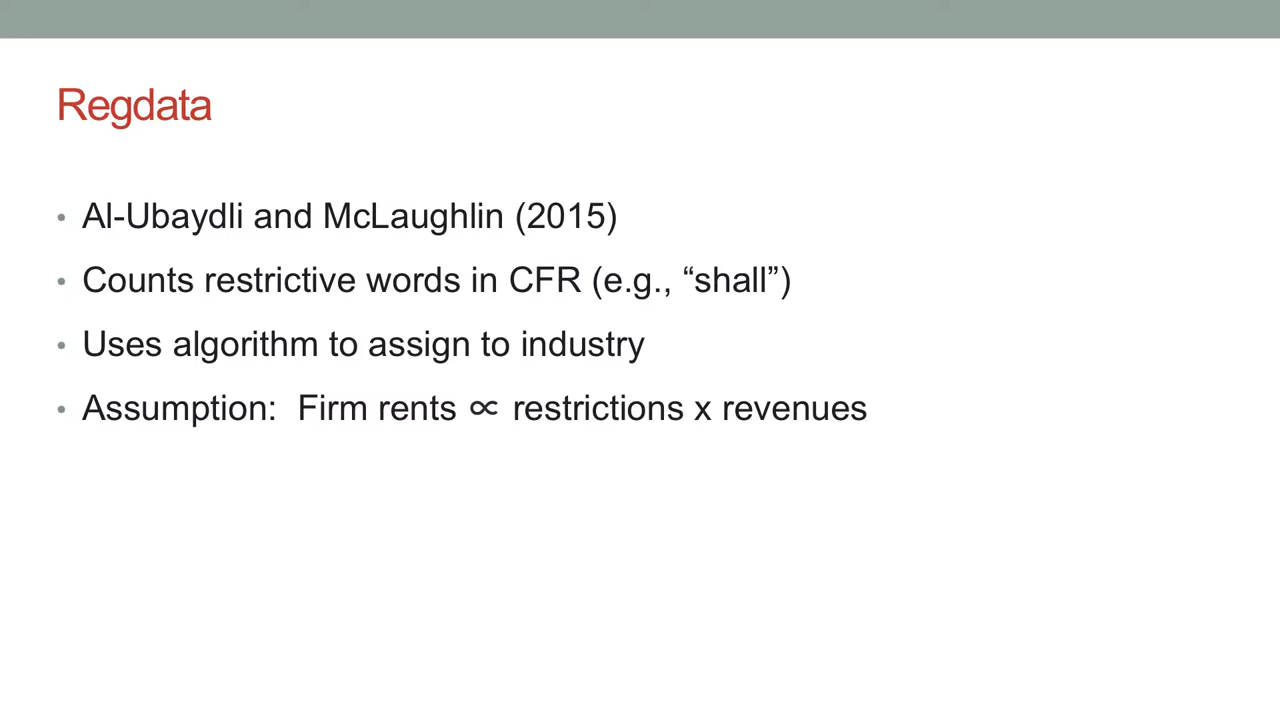 Regdata
• Al-Ubaydli and McLaughlin (2015)
• Counts restrictive words in CFR (e.g., “shall”)
• Uses algorithm to assign to industry
• Assumption:  Firm rents ∝ restrictions x revenues